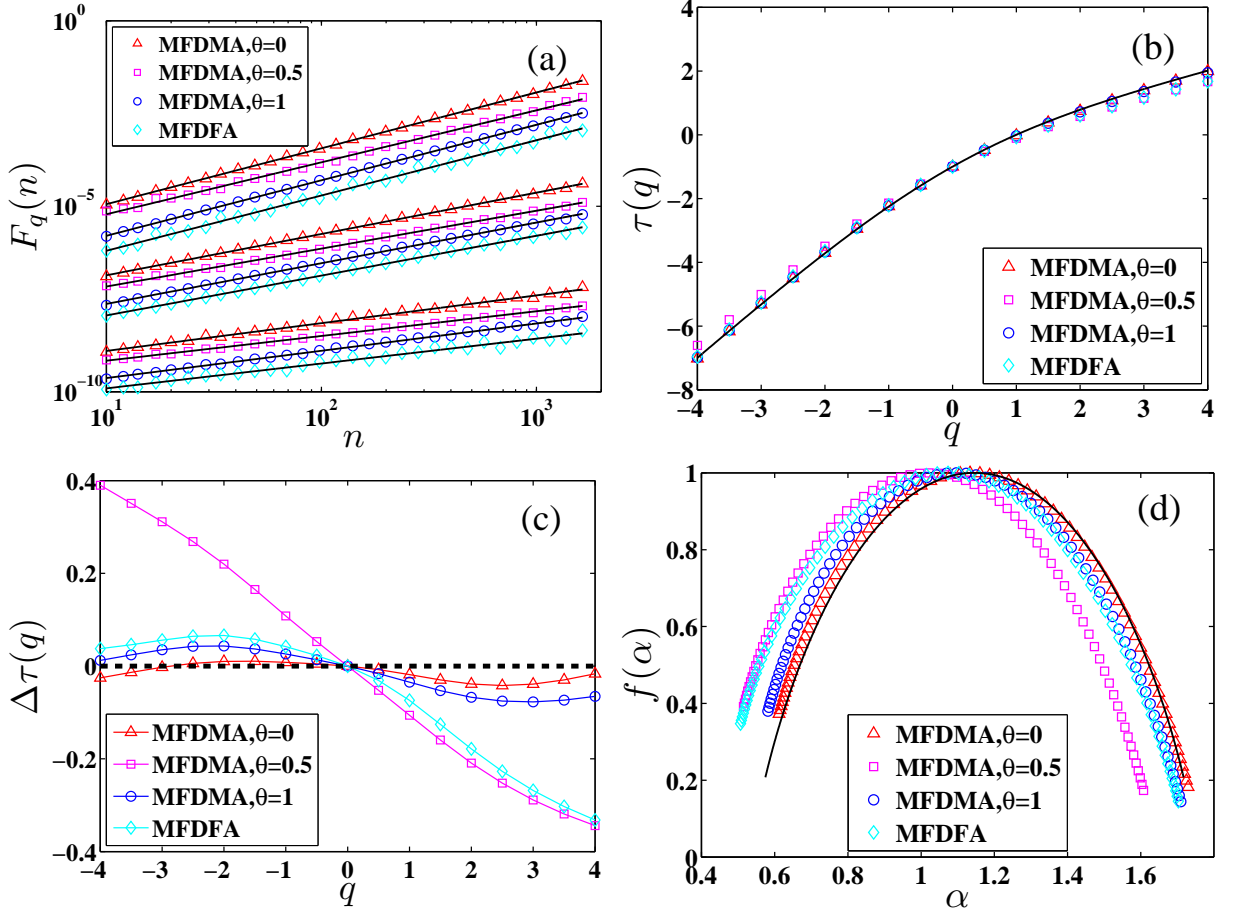 10^0
MFDMA,θ=0
MFDMA,θ=0.5
MFDMA,θ=1
MFDFA
(a)
F_q(n)
10^-5
10^-10
10^1 10^2 10^3
n
4
2
0
−2
−4
−6
−8
(b)
τ(q)
MFDMA,θ=0
MFDMA,θ=0.5
MFDMA,θ=1
MFDFA
−4 −3 −2 −1 0 1 2 3 4
q
0.4
0.2
0
−0.2
−0.4
(c)
Δτ(q)
MFDMA,θ=0
MFDMA,θ=0.5
MFDMA,θ=1
MFDFA
−4 −3 −2 −1 0 1 2 3 4
q
1
0.8
0.6
0.4
0.2
0
(d)
f(α)
MFDMA,θ=0
MFDMA,θ=0.5
MFDMA,θ=1
MFDFA
0.4 0.6 0.8 1 1.2 1.4 1.6
α